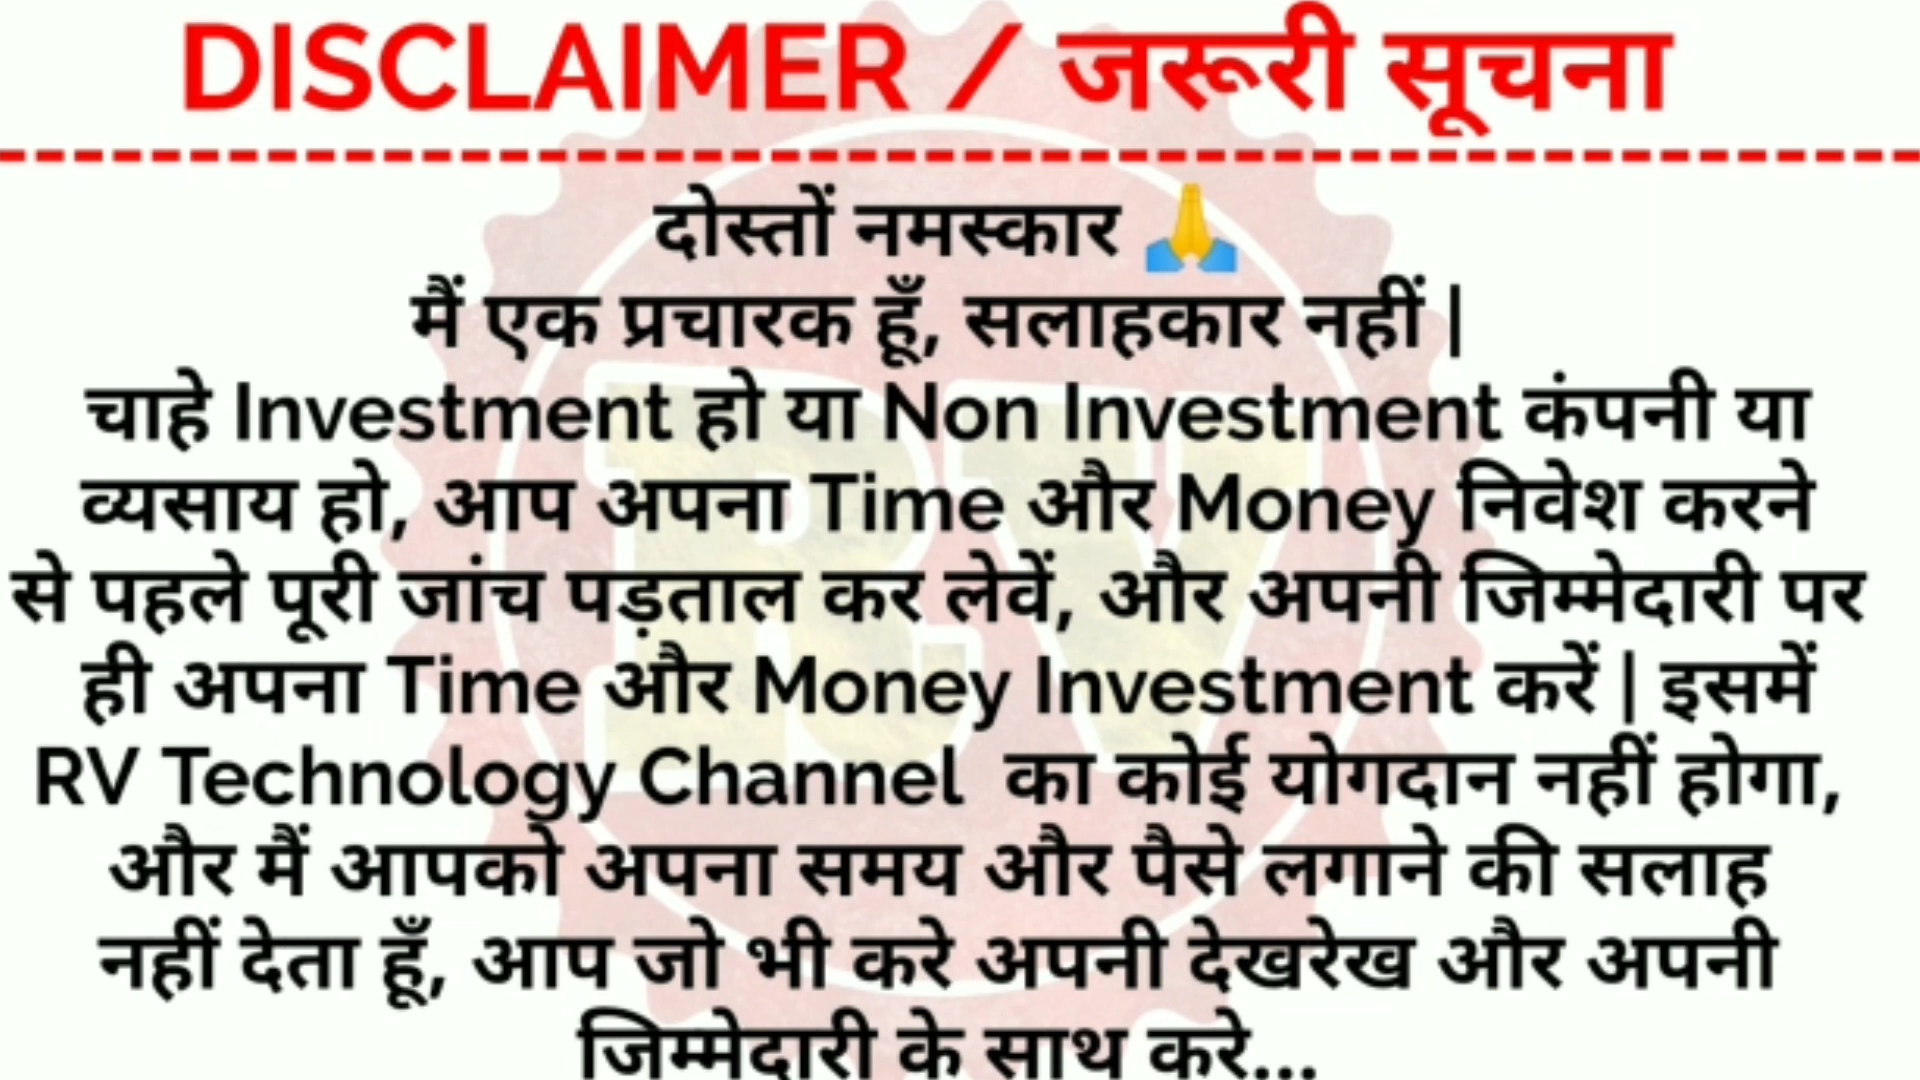 DISCLAIMER / जरूरी सूचना
दोस्तों नमस्कार 🙏
मैं एक प्रचारक हूँ, सलाहकार नहीं |
चाहे Investment हो या Non Investment कंपनी या
व्यसाय हो, आप अपना Time और Money निवेश करने
से पहले पूरी जांच पड़ताल कर लेवें, और अपनी जिम्मेदारी पर
ही अपना Time और Money Investment करें | इसमें
RV Technology Channel का कोई योगदान नहीं होगा,
और मैं आपको अपना समय और पैसे लगाने की सलाह
नहीं देता हूँ, आप जो भी करे अपनी देखरेख और अपनी
जिम्मेदारी के साथ करे...
RV